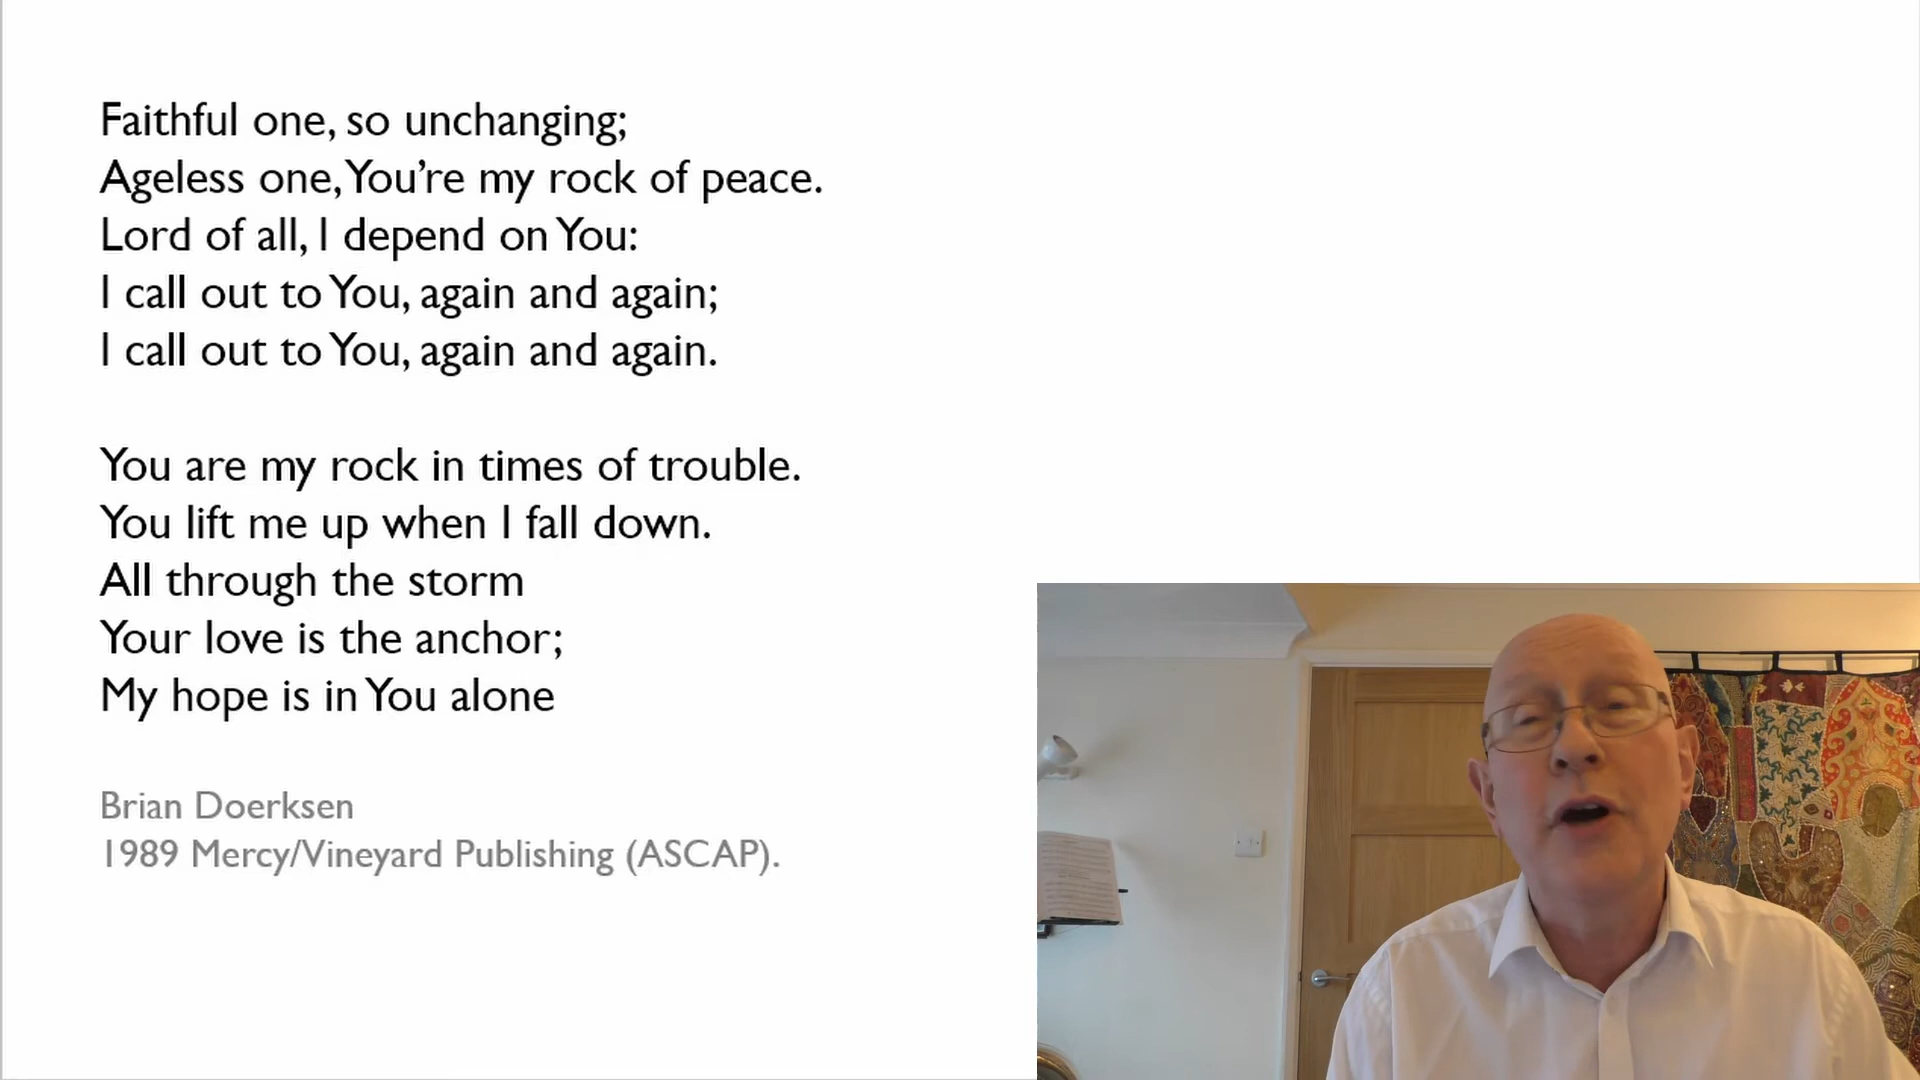 Faithful one, so unchanging;
Ageless one, You’re my rock of peace.
Lord of all, I depend on You:
I call out to You, again and again;
I call out to You, again and again.
You are my rock in times of trouble.
You lift me up when I fall down.
All through the storm
Your love is the anchor;
My hope is in You alone
Brian Doerksen
1989 Mercy/Vineyard Publishing (ASCAP).